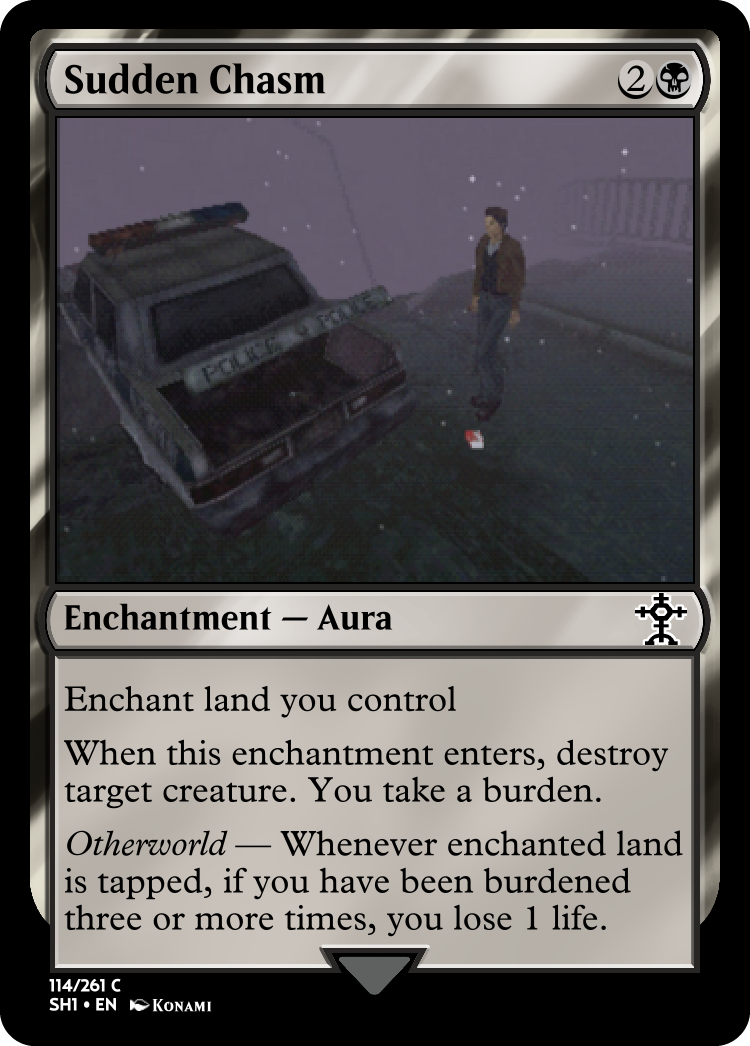 Sudden Chasm 2
POLICE POLICE
Enchantment — Aura
Enchant land you control
When this enchantment enters, destroy
target creature. You take a burden.
Otherworld — Whenever enchanted land
is tapped, if you have been burdened
three or more times, you lose 1 life.
114/261 C
SH1 • EN KONAMI